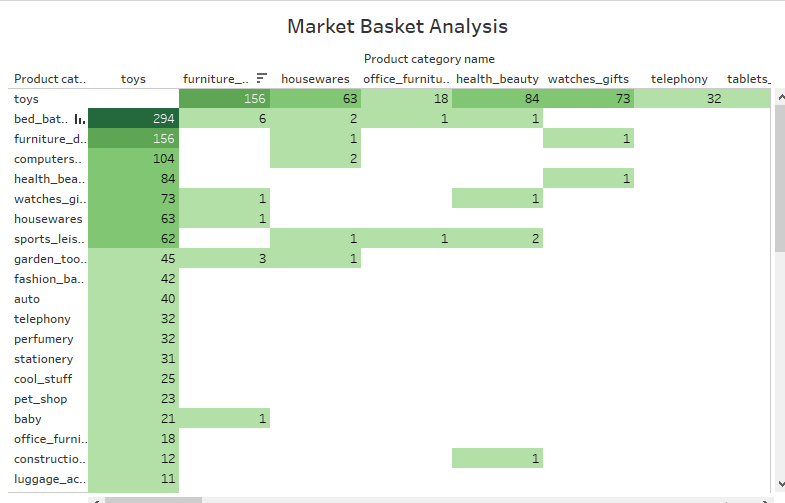 Market Basket Analysis
Product category name
Product cat.. toys furniture_.. housewares office_furnitu.. health_beauty watches_gifts telephony tablets_
toys 156 63 18 84 73 32
bed_bat.. 294 6 2 1 1
furniture_d.. 156 1 1
computers.. 104 2
health_bea.. 84 1
watches_gi.. 73 1 1
housewares 63 1
sports_leis.. 62 1 1 2
garden_too.. 45 3 1
fashion_ba.. 42
auto 40
telephony 32
perfumery 32
stationery 31
cool_stuff 25
pet_shop 23
baby 21 1
office_furni.. 18
constructio.. 12 1
luggage_ac.. 11